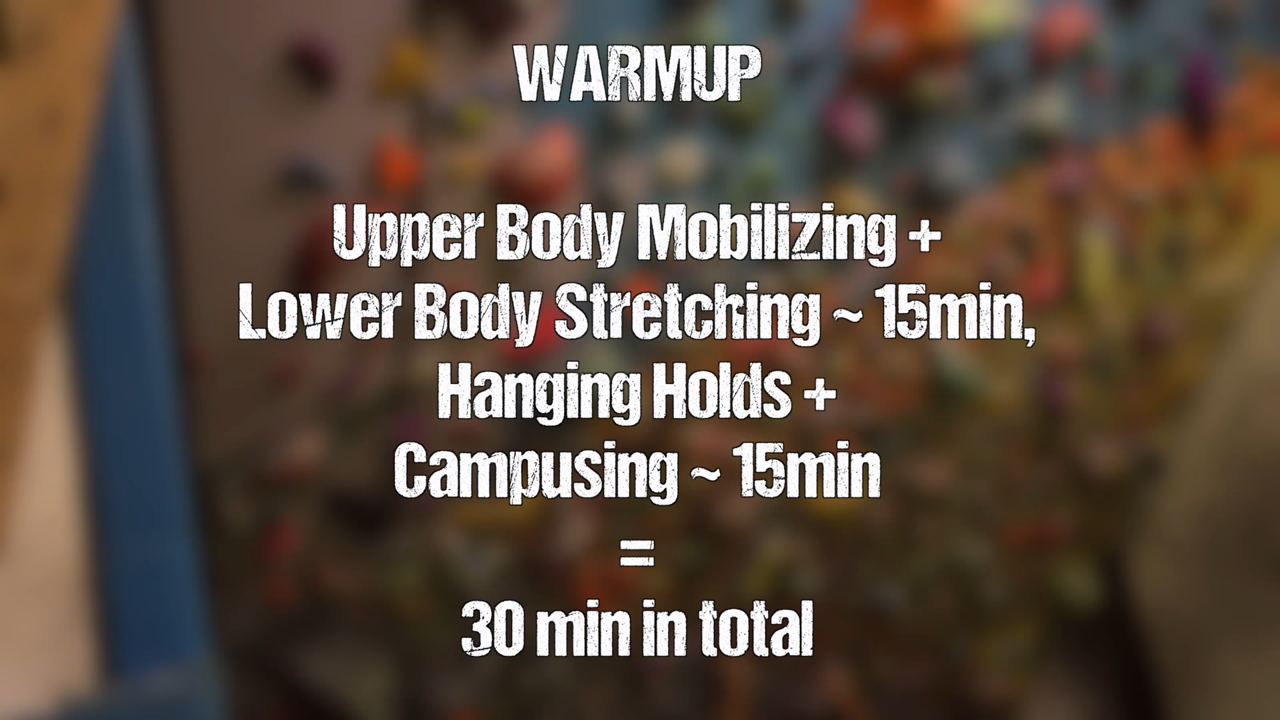 WARMUP
Upper Body Mobilizing +
Lower Body Stretching ~ 15min,
Hanging Holds +
Campusing ~ 15min
=
30 min in total